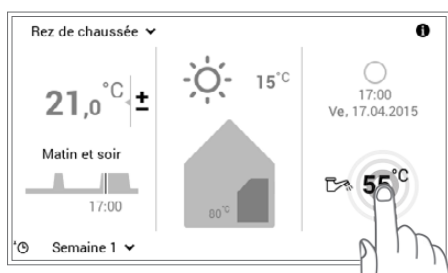 Rez de chaussée
21,0 °C ±
Matin et soir
17:00
Semaine 1
15°C
80 °C
17:00
Ve, 17.04.2015
55°C